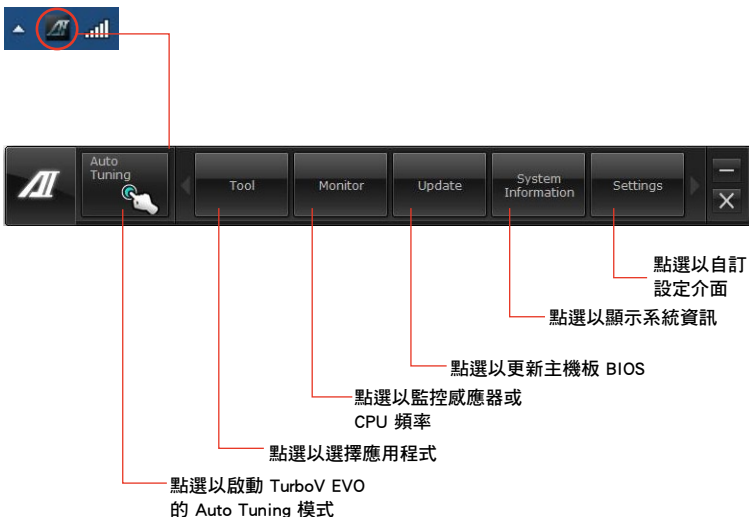 Auto
Tuning
Tool
Monitor
Update
System
Information
Settings
點選以自訂
設定介面
點選以顯示系統資訊
點選以更新主機板 BIOS
點選以監控感應器或
CPU 頻率
點選以選擇應用程式
點選以啟動 TurboV EVO
的 Auto Tuning 模式